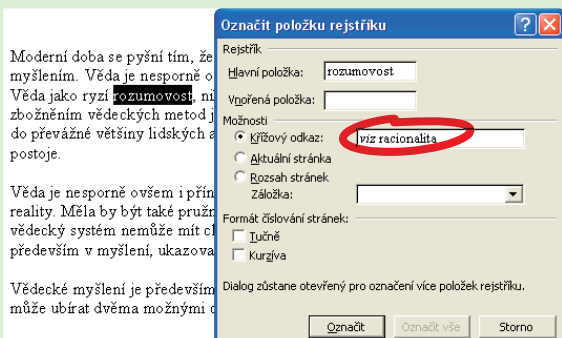 Moderní doba se pyšní tím, že
myšlením. Věda je nesporně o
Věda jako ryzí rozumovost, ni
zbožněním vědeckých metod j
do převážné většiny lidských a
postoje.
Věda je nesporně ovšem i přín
reality. Měla by být také pružn
vědecký systém nemůže mít cl
především v myšlení, ukazova
Vědecké myšlení je především
může ubírat dvěma možnými c
Označit položku rejstříku
Rejstřík
Hlavní položka: rozumovost
Vnořená položka:
Možnosti
Křížový odkaz: viz racionalita
Aktuální stránka
Rozsah stránek
Záložka:
Formát číslování stránek:
Tučně
Kurzíva
Dialog zůstane otevřený pro označení více položek rejstříku.
Označit Označit vše Storno